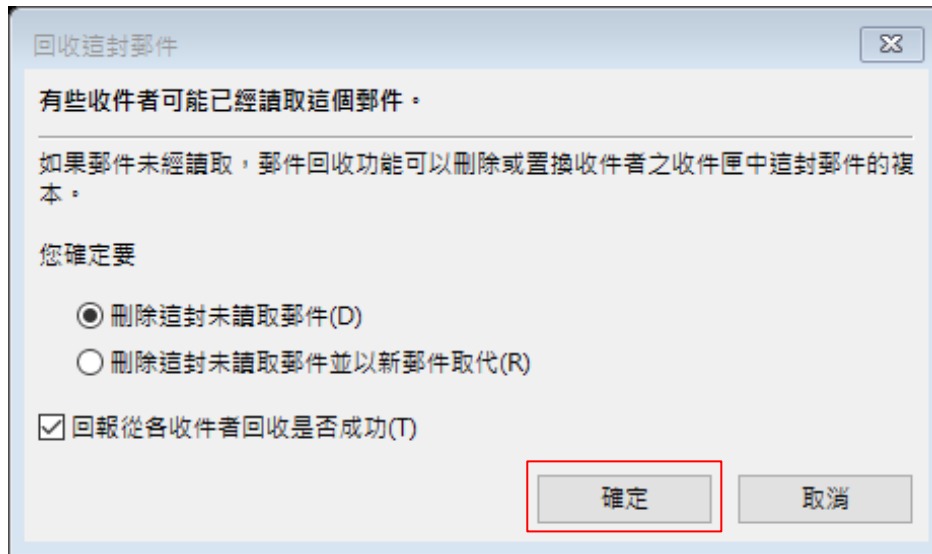 回收這封郵件
有些收件者可能已經讀取這個郵件。
如果郵件未經讀取，郵件回收功能可以刪除或置換收件者之收件匣中這封郵件的複
本。
您確定要
刪除這封未讀取郵件(D)
刪除這封未讀取郵件並以新郵件取代(R)
回報從各收件者回收是否成功(T)
確定
取消